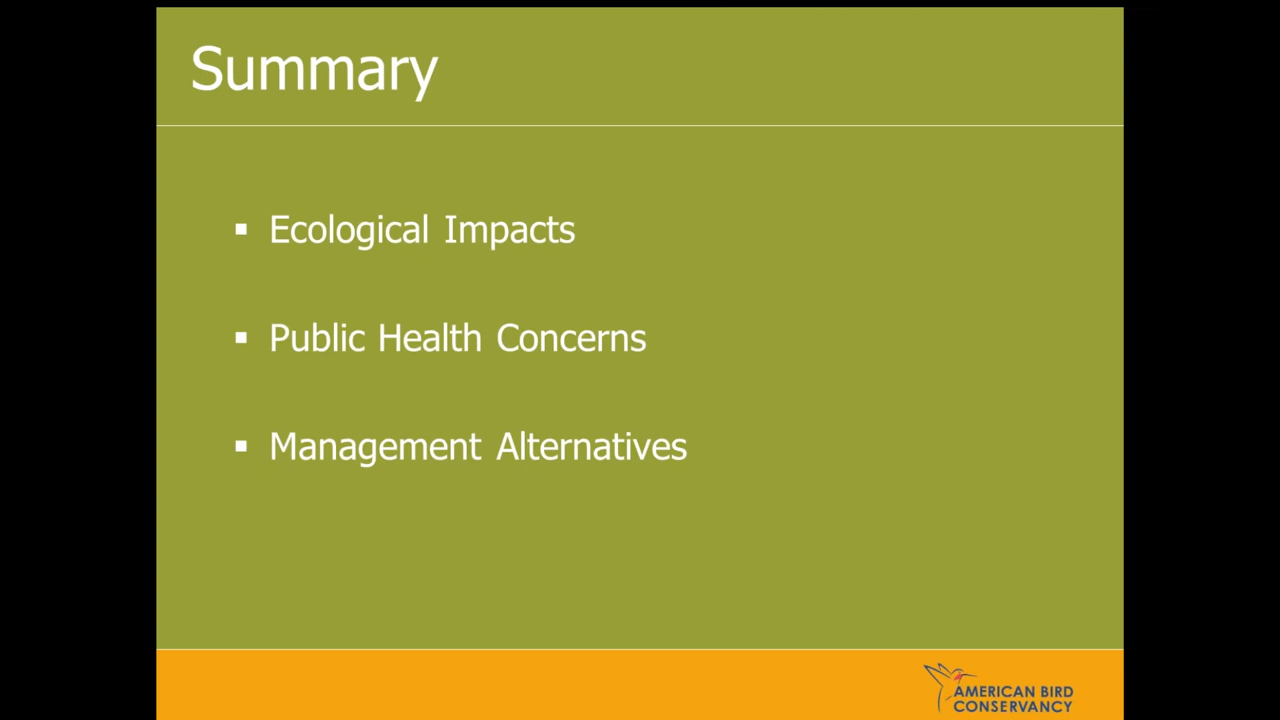 Summary
Ecological Impacts
Public Health Concerns
Management Alternatives
AMERICAN BIRD
CONSERVANCY